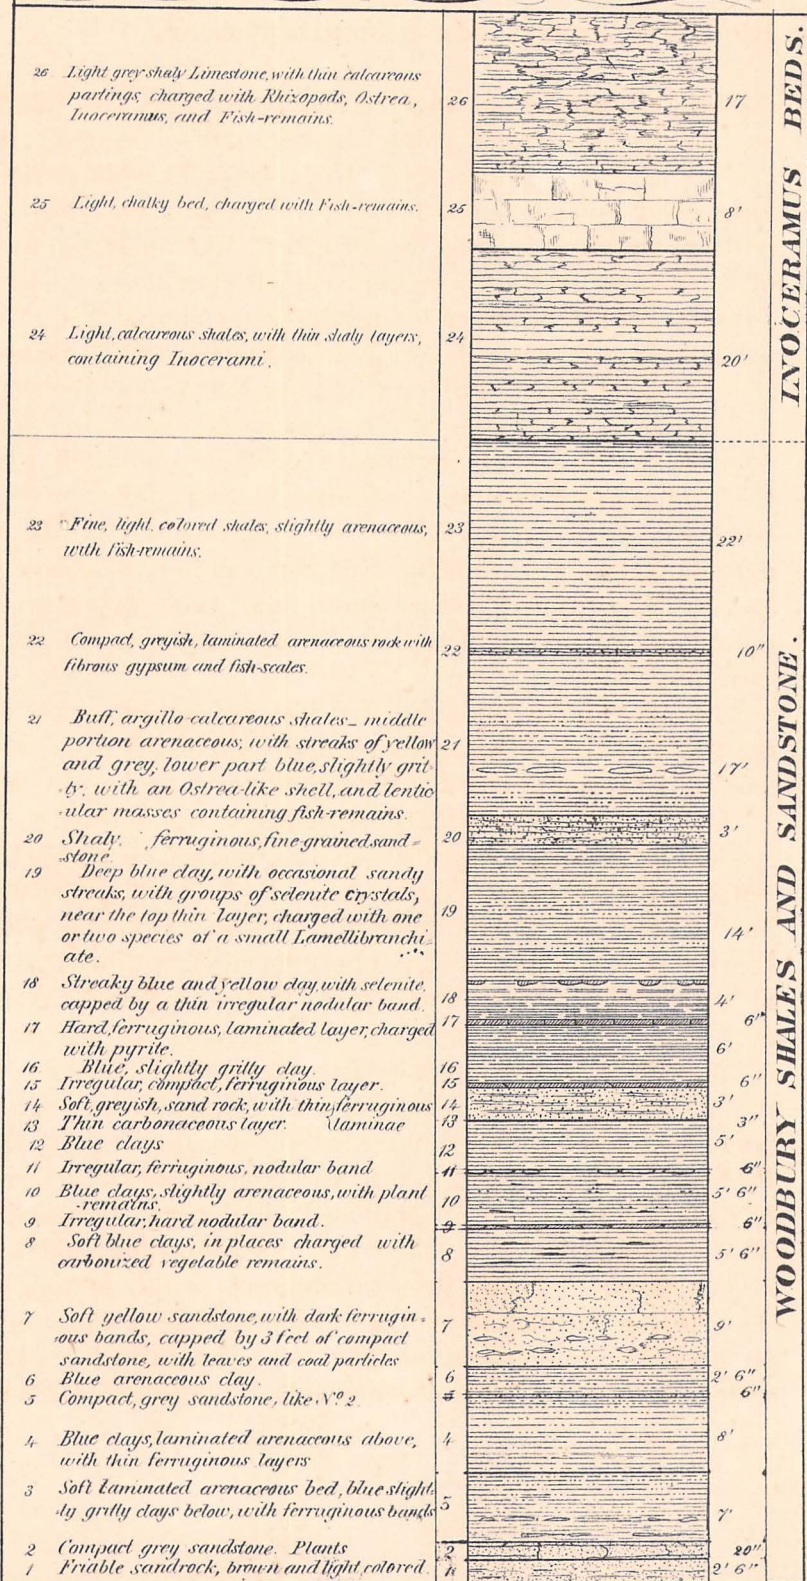 26 Light grey shaly Limestone, with thin calcareous
partings, charged with Rhizopods, Ostrea,
Inoceramus, and Fish-remains.
26
17
INOCERAMUS BEDS.
25 Light, chalky bed, charged with Fish-remains.
25
8'
24 Light, calcareous shales, with thin shaly layers,
containing Inocerami.
24
20'
23 Fine, light, colored shales, slightly arenaceous,
with fish-remains.
23
22'
22 Compact, greyish, laminated arenaceous rock with
fibrous gypsum and fish-scales.
22
10"
WOODBURY SHALES AND SANDSTONE.
21 Buff, argillo-calcareous shales_ middle
portion arenaceous, with streaks of yellow
and grey, lower part blue, slightly grit-
-ty, with an Ostrea-like shell, and lentic
-ular masses containing fish-remains.
21
17'
20 Shaly, ferruginous, fine-grained, sand=
=stone.
20
3'
19 Deep blue clay, with occasional sandy
streaks, with groups of selenite crystals,
near the top thin layer, charged with one
or two species of a small Lamellibranchi-
ate.
19
14'
18 Streaky blue and yellow clay, with selenite,
capped by a thin irregular nodular band.
18
4'
17 Hard, ferruginous, laminated layer, charged
with pyrite.
17
6"
16 Blue, slightly gritty clay.
16
6'
15 Irregular, compact, ferruginous layer.
15
6"
14 Soft, greyish, sand rock, with thin ferruginous
14
3'
13 Thin carbonaceous layer. (laminae
13
3"
12 Blue clays
12
5'
11 Irregular, ferruginous, nodular band
11
6"
10 Blue clays, slightly arenaceous, with plant
-remains.
10
5' 6"
9 Irregular, hard nodular band.
9
6"
8 Soft blue clays, in places charged with
carbonized vegetable remains.
8
5' 6"
7 Soft yellow sandstone, with dark ferrugin=
=ous bands, capped by 3 feet of compact
sandstone, with leaves and coal particles
7
9'
6 Blue arenaceous clay.
6
2' 6"
5 Compact, grey sandstone, like No. 2.
5
6"
4 Blue clays, laminated arenaceous above,
with thin ferruginous layers
4
8'
3 Soft laminated arenaceous bed, blue slight-
-ly gritty clays below, with ferruginous bands
3
7'
2 Compact grey sandstone. Plants
2
20"
1 Friable sandrock, brown and light, colored.
1
2' 6"